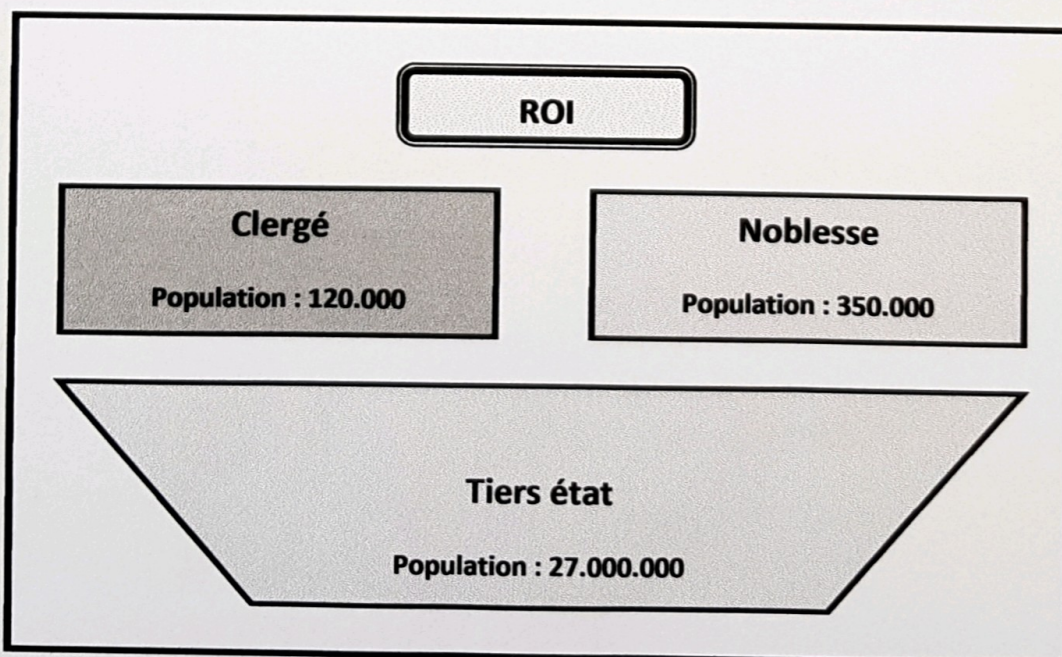 ROI
Clergé
Population : 120.000
Noblesse
Population : 350.000
Tiers état
Population : 27.000.000